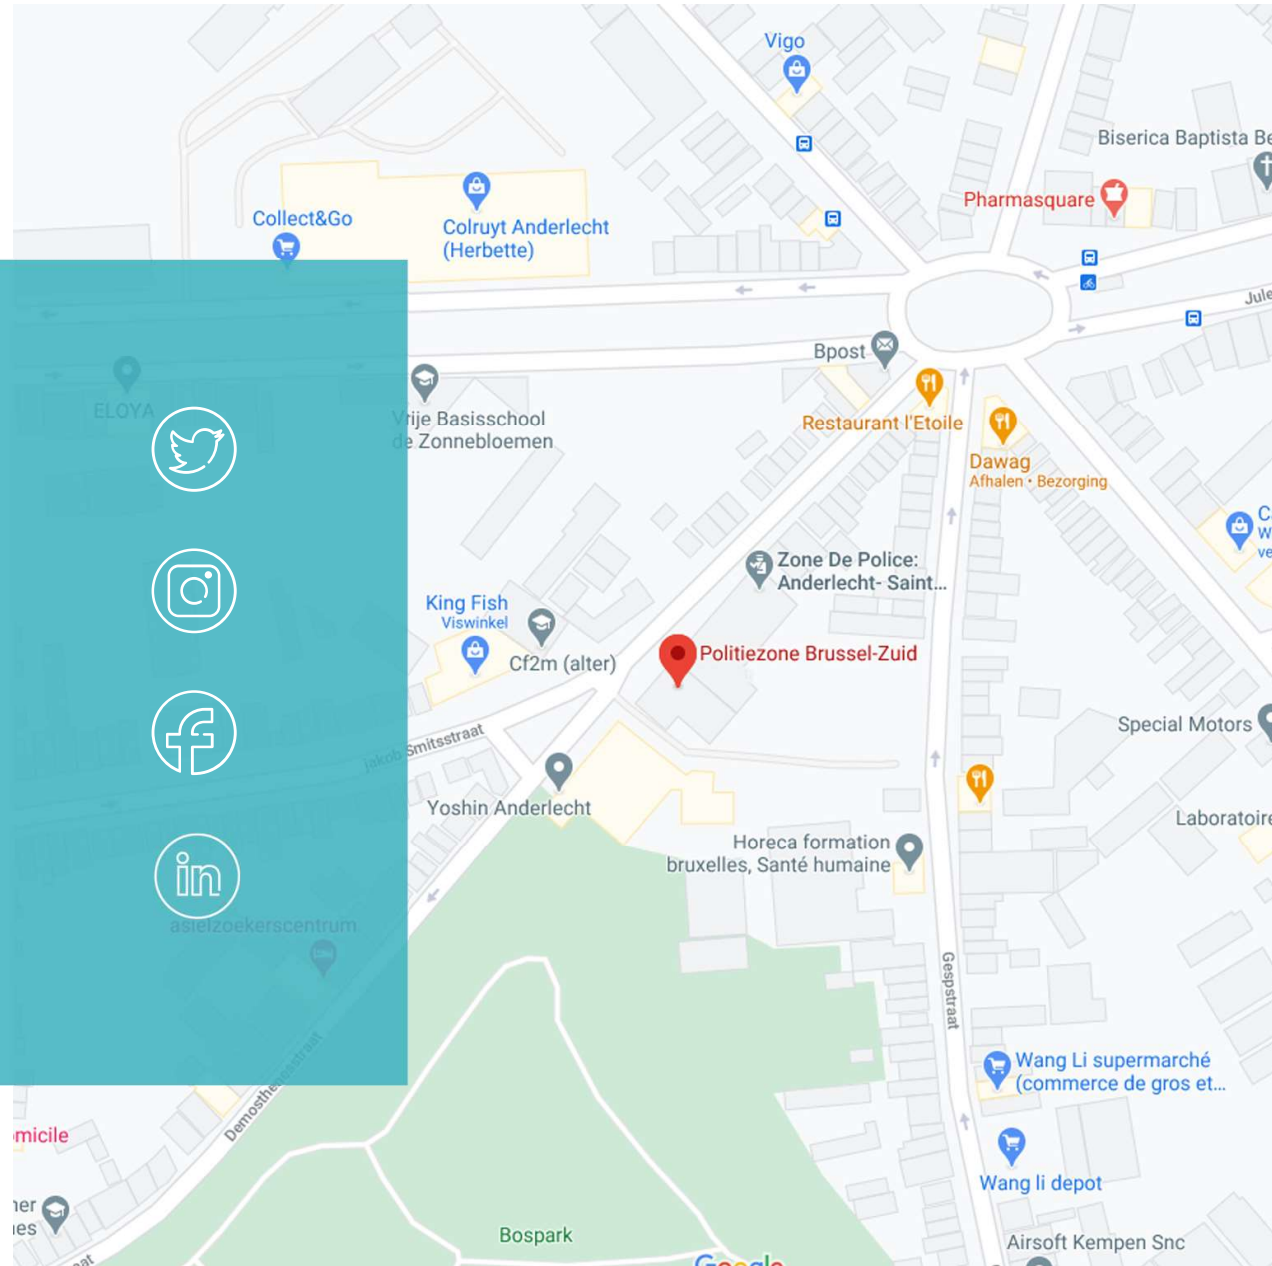 Vigo
Biserica Baptista Be
Pharmasquare
Collect&Go
Colruyt Anderlecht
(Herbette)
Jule
Bpost
ELOYA
Vrije Basisschool
de Zonnebloemen
Restaurant l'Etoile
Dawag
Afhalen • Bezorging
Zone De Police:
Anderlecht- Saint...
King Fish
Viswinkel
Cf2m (alter)
Politiezone Brussel-Zuid
Special Motors
Jakob Smitsstraat
Yoshin Anderlecht
Laboratoire
Horeca formation
bruxelles, Santé humaine
in
asielzoekerscentrum
Gespstraat
Wang Li supermarché
(commerce de gros et...
Demosthenesstraat
micile
Wang li depot
Bospark
Airsoft Kempen Snc
Google